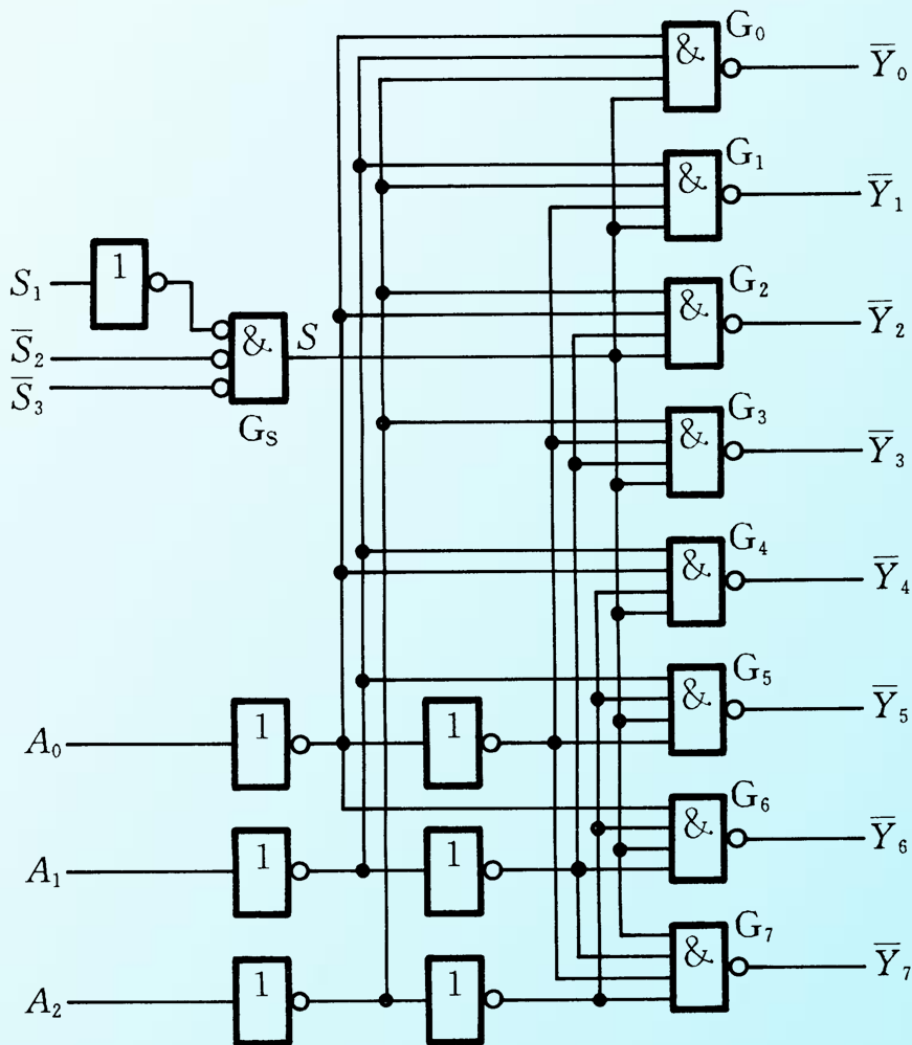 G₀
&
Y̅₀
G₁
&
Y̅₁
S₁
1
G₂
&
Y̅₂
S̅₂
&
S
S̅₃
G_S
G₃
&
Y̅₃
G₄
&
Y̅₄
G₅
&
Y̅₅
A₀
1
1
G₆
&
Y̅₆
A₁
1
1
G₇
&
Y̅₇
A₂
1
1